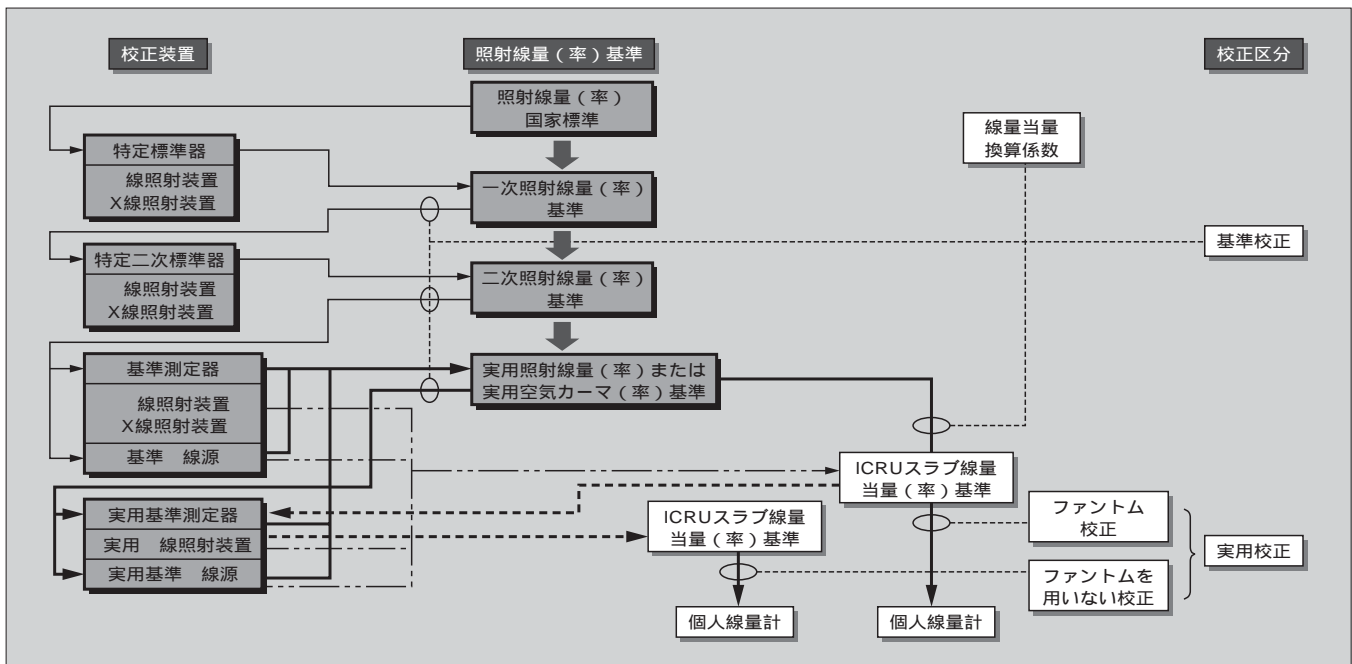 校正装置
照射線量（率）基準
校正区分
照射線量（率）
国家標準
線量当量
換算係数
特定標準器
線照射装置
X線照射装置
一次照射線量（率）
基準
基準校正
特定二次標準器
線照射装置
X線照射装置
二次照射線量（率）
基準
基準測定器
線照射装置
X線照射装置
基準　線源
実用照射線量（率）または
実用空気カーマ（率）基準
ICRUスラブ線量
当量（率）基準
実用基準測定器
実用　線照射装置
実用基準　線源
ICRUスラブ線量
当量（率）基準
ファントム
校正
実用校正
ファントムを
用いない校正
個人線量計
個人線量計